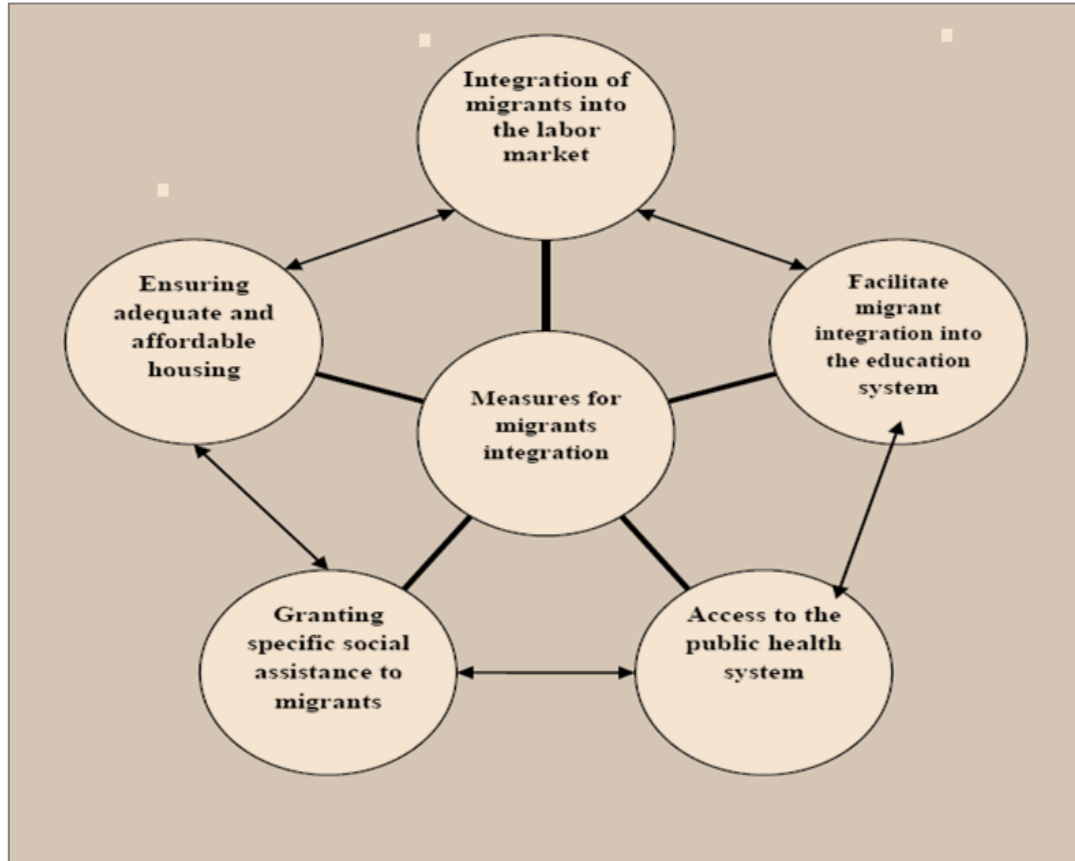 Integration of
migrants into
the labor
market
Ensuring
adequate and
affordable
housing
Facilitate
migrant
integration into
the education
system
Measures for
migrants
integration
Granting
specific social
assistance to
migrants
Access to the
public health
system